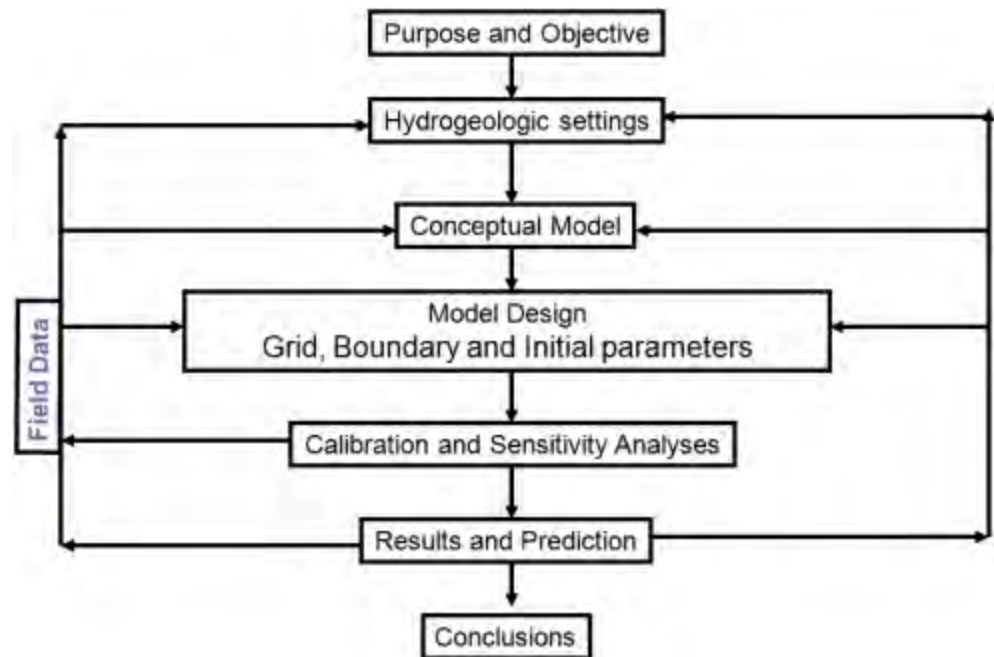 Purpose and Objective
Hydrogeologic settings
Conceptual Model
Model Design
Grid, Boundary and Initial parameters
Field Data
Calibration and Sensitivity Analyses
Results and Prediction
Conclusions